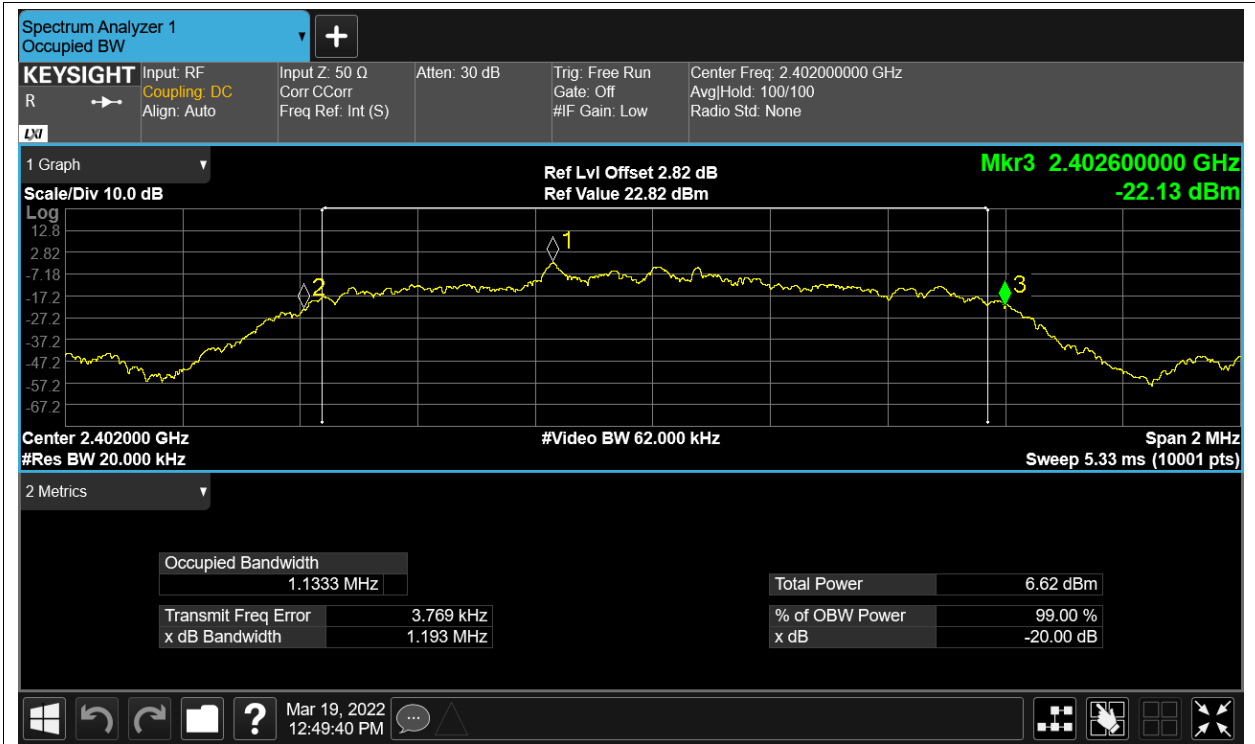 Spectrum Analyzer 1
Occupied BW
+
KEYSIGHT
R
LXI
Input: RF
Coupling: DC
Align: Auto
Input Z: 50 Ω
Corr CCorr
Freq Ref: Int (S)
Atten: 30 dB
Trig: Free Run
Gate: Off
#IF Gain: Low
Center Freq: 2.402000000 GHz
Avg|Hold: 100/100
Radio Std: None
1 Graph
Scale/Div 10.0 dB
Ref Lvl Offset 2.82 dB
Ref Value 22.82 dBm
Mkr3 2.402600000 GHz
-22.13 dBm
Log
12.8
2.82
-7.18
-17.2
-27.2
-37.2
-47.2
-57.2
-67.2
1
2
3
Center 2.402000 GHz
#Res BW 20.000 kHz
#Video BW 62.000 kHz
Span 2 MHz
Sweep 5.33 ms (10001 pts)
2 Metrics
Occupied Bandwidth
1.1333 MHz
Transmit Freq Error 3.769 kHz
x dB Bandwidth 1.193 MHz
Total Power 6.62 dBm
% of OBW Power 99.00 %
x dB -20.00 dB
?
Mar 19, 2022
12:49:40 PM